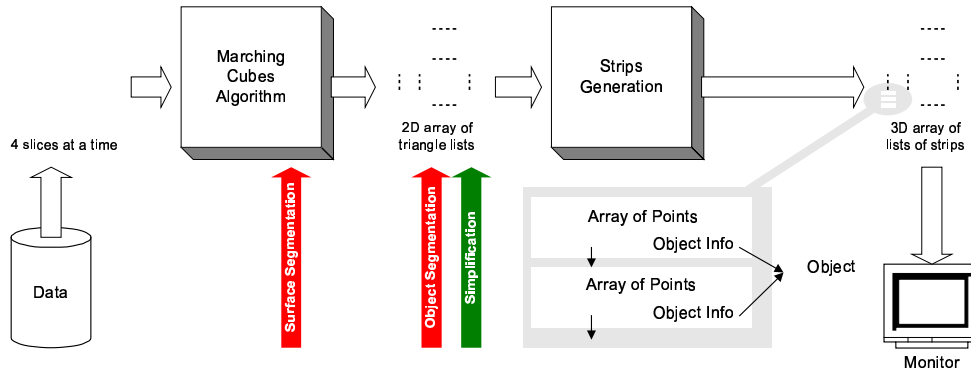 Marching
Cubes
Algorithm
Strips
Generation
4 slices at a time
2D array of
triangle lists
3D array of
lists of strips
Surface Segmentation
Object Segmentation
Simplification
Array of Points
Object Info
Array of Points
Object Info
Object
Data
Monitor